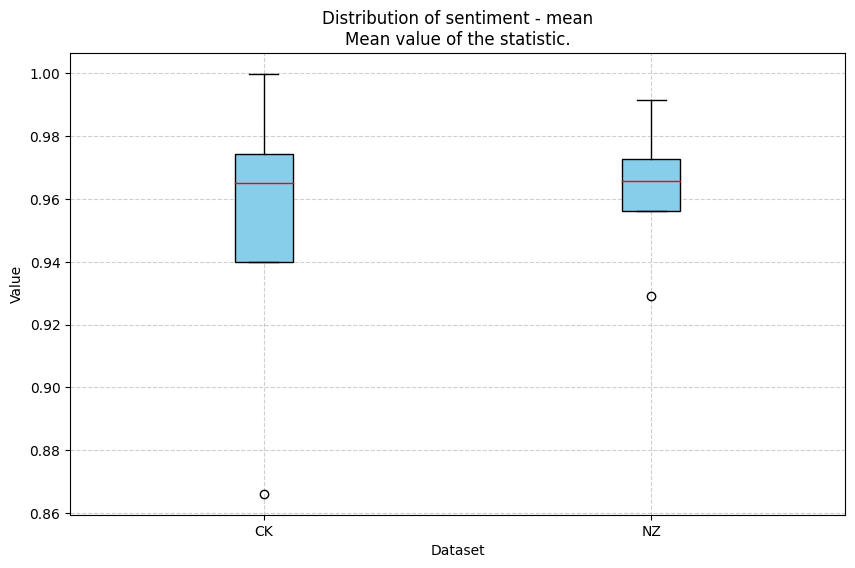 Distribution of sentiment - mean
Mean value of the statistic.
1.00
0.98
0.96
0.94
0.92
0.90
0.88
0.86
Value
CK
NZ
Dataset